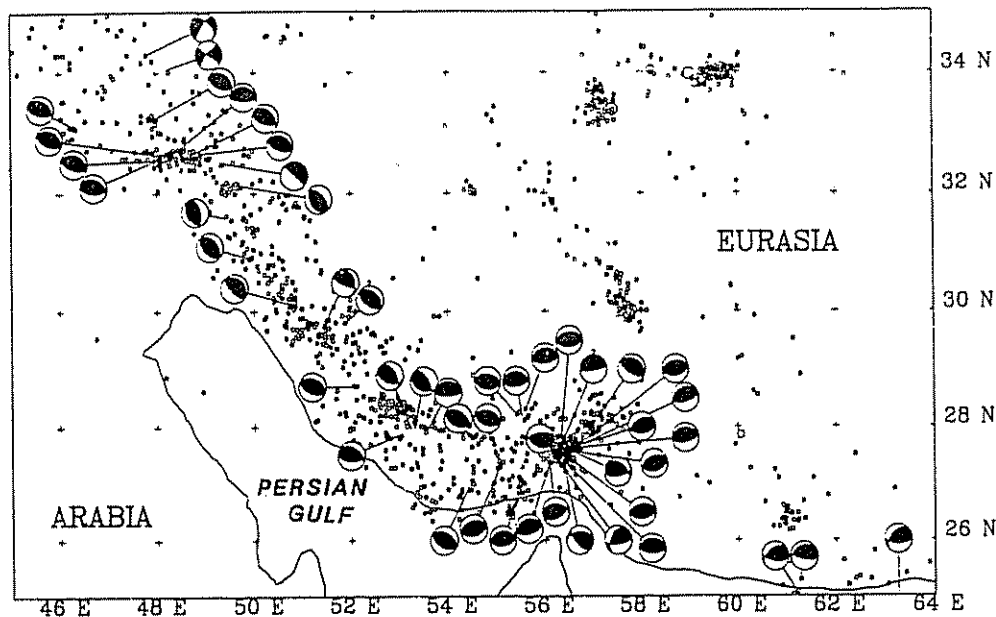 34 N
32 N
EURASIA
30 N
28 N
PERSIAN
GULF
ARABIA
26 N
46 E 48 E 50 E 52 E 54 E 56 E 58 E 60 E 62 E 64 E